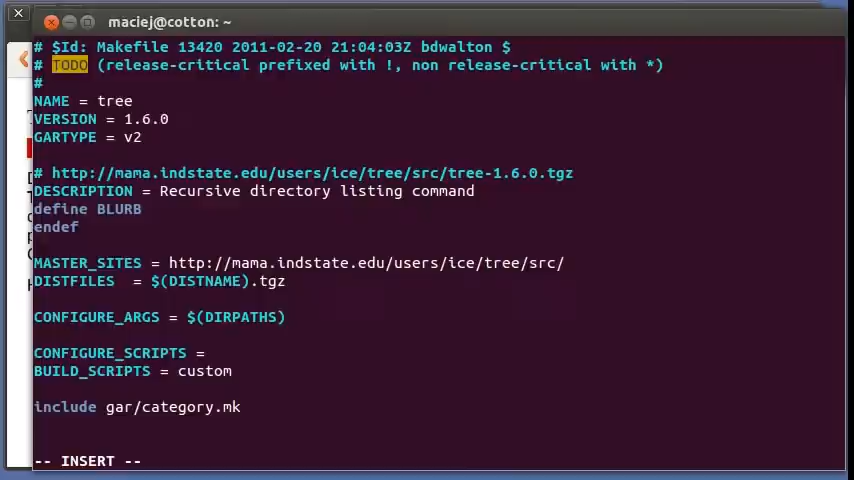 maciej@cotton: ~
# $Id: Makefile 13420 2011-02-20 21:04:03Z bdwalton $
# TODO (release-critical prefixed with !, non release-critical with *)
#
NAME = tree
VERSION = 1.6.0
GARTYPE = v2
# http://mama.indstate.edu/users/ice/tree/src/tree-1.6.0.tgz
DESCRIPTION = Recursive directory listing command
define BLURB
endef
MASTER_SITES = http://mama.indstate.edu/users/ice/tree/src/
DISTFILES  = $(DISTNAME).tgz
CONFIGURE_ARGS = $(DIRPATHS)
CONFIGURE_SCRIPTS =
BUILD_SCRIPTS = custom
include gar/category.mk
-- INSERT --